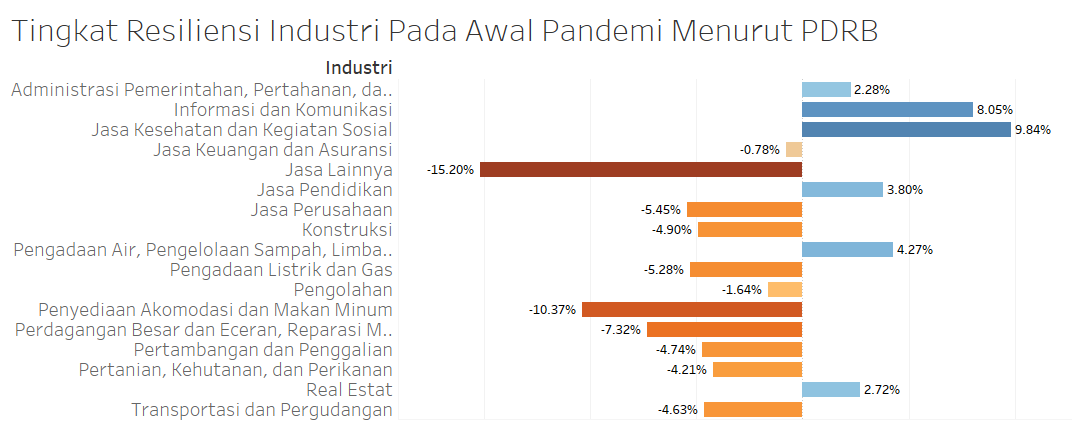 Tingkat Resiliensi Industri Pada Awal Pandemi Menurut PDRB
Industri
Administrasi Pemerintahan, Pertahanan, da.. 2.28%
Informasi dan Komunikasi 8.05%
Jasa Kesehatan dan Kegiatan Sosial 9.84%
Jasa Keuangan dan Asuransi -0.78%
Jasa Lainnya -15.20%
Jasa Pendidikan 3.80%
Jasa Perusahaan -5.45%
Konstruksi -4.90%
Pengadaan Air, Pengelolaan Sampah, Limba.. 4.27%
Pengadaan Listrik dan Gas -5.28%
Pengolahan -1.64%
Penyediaan Akomodasi dan Makan Minum -10.37%
Perdagangan Besar dan Eceran, Reparasi M.. -7.32%
Pertambangan dan Penggalian -4.74%
Pertanian, Kehutanan, dan Perikanan -4.21%
Real Estat 2.72%
Transportasi dan Pergudangan -4.63%